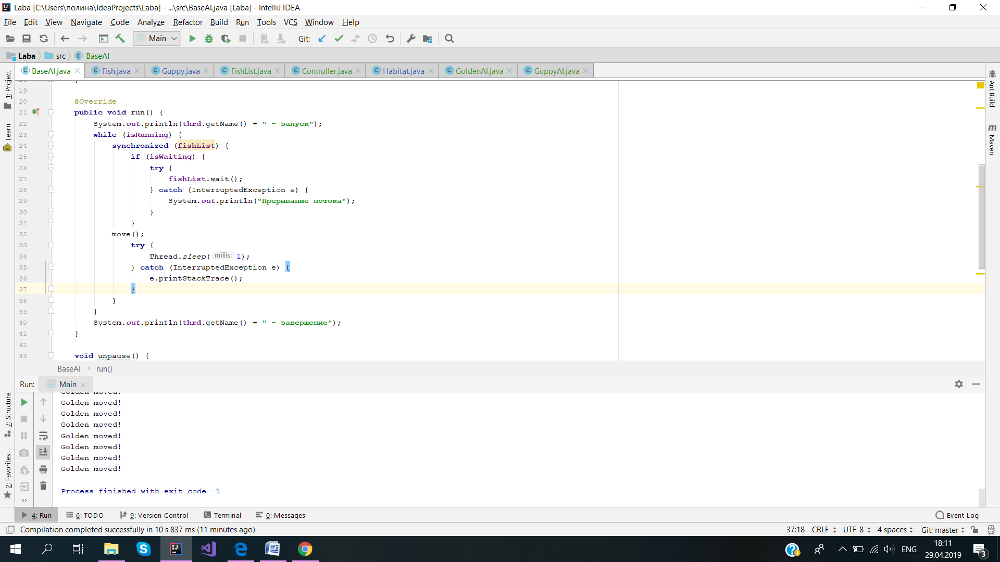 Laba [C:\Users\полина\IdeaProjects\Laba] - ...\src\BaseAI.java [Laba] - IntelliJ IDEA
File Edit View Navigate Code Analyze Refactor Build Run Tools VCS Window Help
Main Git:
Laba src BaseAI
BaseAI.java Fish.java Guppy.java FishList.java Controller.java Habitat.java GoldenAI.java GuppyAI.java
1: Project
Learn
7: Structure
2: Favorites
Ant Build
Maven
18 }
19
20 @Override
21 public void run() {
22 System.out.println(thrd.getName() + " - запуск");
23 while (isRunning) {
24 synchronized (fishList) {
25 if (isWaiting) {
26 try {
27 fishList.wait();
28 } catch (InterruptedException e) {
29 System.out.println("Прерывание потока");
30 }
31 }
32 move();
33 try {
34 Thread.sleep( millis: 1);
35 } catch (InterruptedException e) {
36 e.printStackTrace();
37 }
38 }
39 }
40 System.out.println(thrd.getName() + " - завершение");
41 }
42
43 void unpause() {
BaseAI › run()
Run: Main
Golden moved!
Golden moved!
Golden moved!
Golden moved!
Golden moved!
Golden moved!
Golden moved!
Golden moved!
Process finished with exit code -1
4: Run 6: TODO 9: Version Control Terminal 0: Messages Event Log
Compilation completed successfully in 10 s 837 ms (11 minutes ago) 37:18 CRLF UTF-8 4 spaces Git: master
ENG 18:11
29.04.2019
3